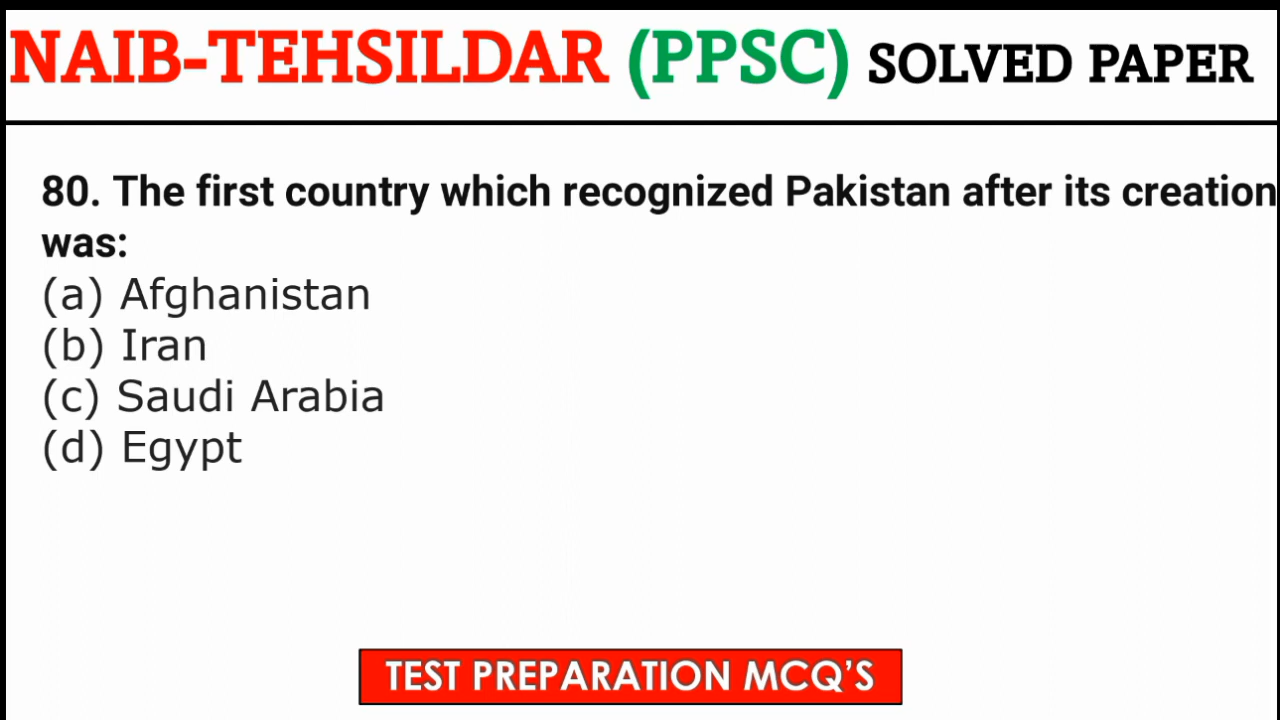 NAIB-TEHSILDAR (PPSC) SOLVED PAPER
80. The first country which recognized Pakistan after its creation
was:
(a) Afghanistan
(b) Iran
(c) Saudi Arabia
(d) Egypt
TEST PREPARATION MCQ'S